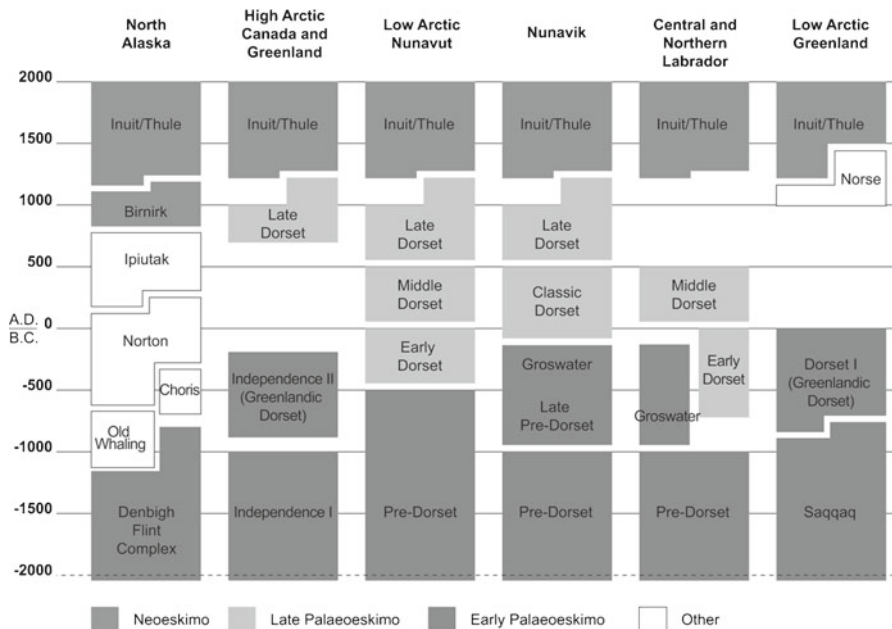 North
Alaska
High Arctic
Canada and
Greenland
Low Arctic
Nunavut
Nunavik
Central and
Northern
Labrador
Low Arctic
Greenland
2000
1500
1000
500
A.D. 0
B.C.
-500
-1000
-1500
-2000
Inuit/Thule
Birnirk
Ipiutak
Norton
Choris
Old
Whaling
Denbigh
Flint
Complex
Inuit/Thule
Late
Dorset
Independence II
(Greenlandic
Dorset)
Independence I
Inuit/Thule
Late
Dorset
Middle
Dorset
Early
Dorset
Pre-Dorset
Inuit/Thule
Late
Dorset
Classic
Dorset
Groswater
Late
Pre-Dorset
Pre-Dorset
Inuit/Thule
Middle
Dorset
Early
Dorset
Groswater
Pre-Dorset
Inuit/Thule
Norse
Dorset I
(Greenlandic
Dorset)
Saqqaq
Neoeskimo
Late Palaeoeskimo
Early Palaeoeskimo
Other